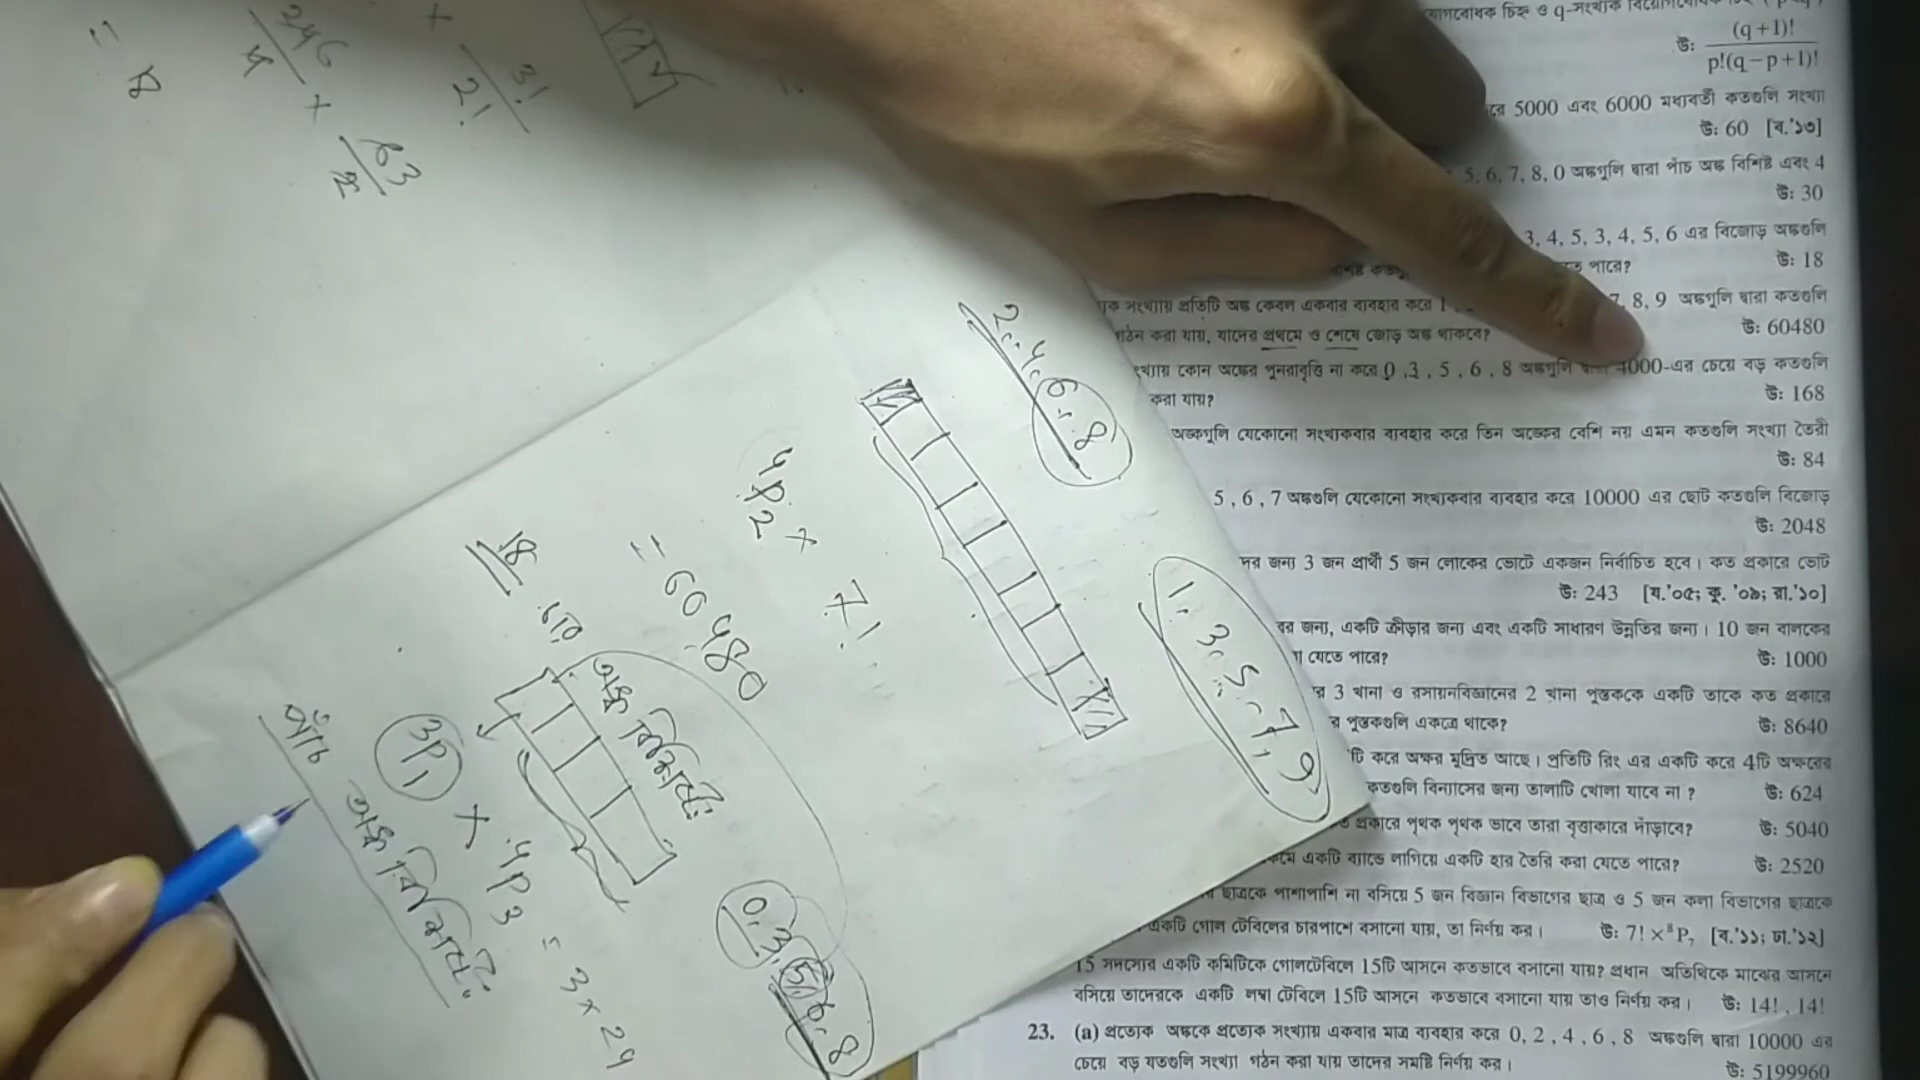 (q+1)!
উ: p!(q−p+1)!
5000 এবং 6000 মধ্যবর্তী কতগুলি সংখ্যা
উ: 60 [ব.'১৩]
5, 6, 7, 8, 0 অঙ্কগুলি দ্বারা পাঁচ অঙ্ক বিশিষ্ট এবং 4
উ: 30
3, 4, 5, 3, 4, 5, 6 এর বিজোড় অঙ্কগুলি
পারে? উ: 18
সংখ্যায় প্রতিটি অঙ্ক কেবল একবার ব্যবহার করে 1 7, 8, 9 অঙ্কগুলি দ্বারা কতগুলি
গঠন করা যায়, যাদের প্রথমে ও শেষে জোড় অঙ্ক থাকবে? উ: 60480
কোন অঙ্কের পুনরাবৃত্তি না করে 0 ,3 , 5 , 6 , 8 অঙ্কগুলি 4000-এর চেয়ে বড় কতগুলি
করা যায়? উ: 168
অঙ্কগুলি যেকোনো সংখ্যকবার ব্যবহার করে তিন অঙ্কের বেশি নয় এমন কতগুলি সংখ্যা তৈরী
উ: 84
5 , 6 , 7 অঙ্কগুলি যেকোনো সংখ্যকবার ব্যবহার করে 10000 এর ছোট কতগুলি বিজোড়
উ: 2048
জন্য 3 জন প্রার্থী 5 জন লোকের ভোটে একজন নির্বাচিত হবে। কত প্রকারে ভোট
উ: 243 [য.'০৫; কু. '০৯; রা.'১০]
জন্য, একটি ক্রীড়ার জন্য এবং একটি সাধারণ উন্নতির জন্য। 10 জন বালকের
যেতে পারে? উ: 1000
3 খানা ও রসায়নবিজ্ঞানের 2 খানা পুস্তককে একটি তাকে কত প্রকারে
পুস্তকগুলি একত্রে থাকে? উ: 8640
টি করে অক্ষর মুদ্রিত আছে। প্রতিটি রিং এর একটি করে 4টি অক্ষরের
কতগুলি বিন্যাসের জন্য তালাটি খোলা যাবে না ? উ: 624
প্রকারে পৃথক পৃথক ভাবে তারা বৃত্তাকারে দাঁড়াবে? উ: 5040
একটি ব্যান্ডে লাগিয়ে একটি হার তৈরি করা যেতে পারে? উ: 2520
ছাত্রকে পাশাপাশি না বসিয়ে 5 জন বিজ্ঞান বিভাগের ছাত্র ও 5 জন কলা বিভাগের ছাত্রকে
একটি গোল টেবিলের চারপাশে বসানো যায়, তা নির্ণয় কর। উ: 7! ×⁸P₇ [ব.'১১; ঢা.'১২]
15 সদস্যের একটি কমিটিকে গোলটেবিলে 15টি আসনে কতভাবে বসানো যায়? প্রধান অতিথিকে মাঝের আসনে
বসিয়ে তাদেরকে একটি লম্বা টেবিলে 15টি আসনে কতভাবে বসানো যায় তাও নির্ণয় কর। উ: 14! , 14!
23. (a) প্রত্যেক অঙ্ককে প্রত্যেক সংখ্যায় একবার মাত্র ব্যবহার করে 0, 2 , 4 , 6 , 8 অঙ্কগুলি দ্বারা 10000 এর
চেয়ে বড় যতগুলি সংখ্যা গঠন করা যায় তাদের সমষ্টি নির্ণয় কর। উ: 5199960
3!
2!
2, 4, 6, 8
1, 3, 5, 7, 9
4P2 × 7!
= 60480
চার অঙ্ক বিশিষ্ট:
0, 3, 5, 6, 8
3P1 × 4P3 = 3 × 24
পাঁচ অঙ্ক বিশিষ্ট: